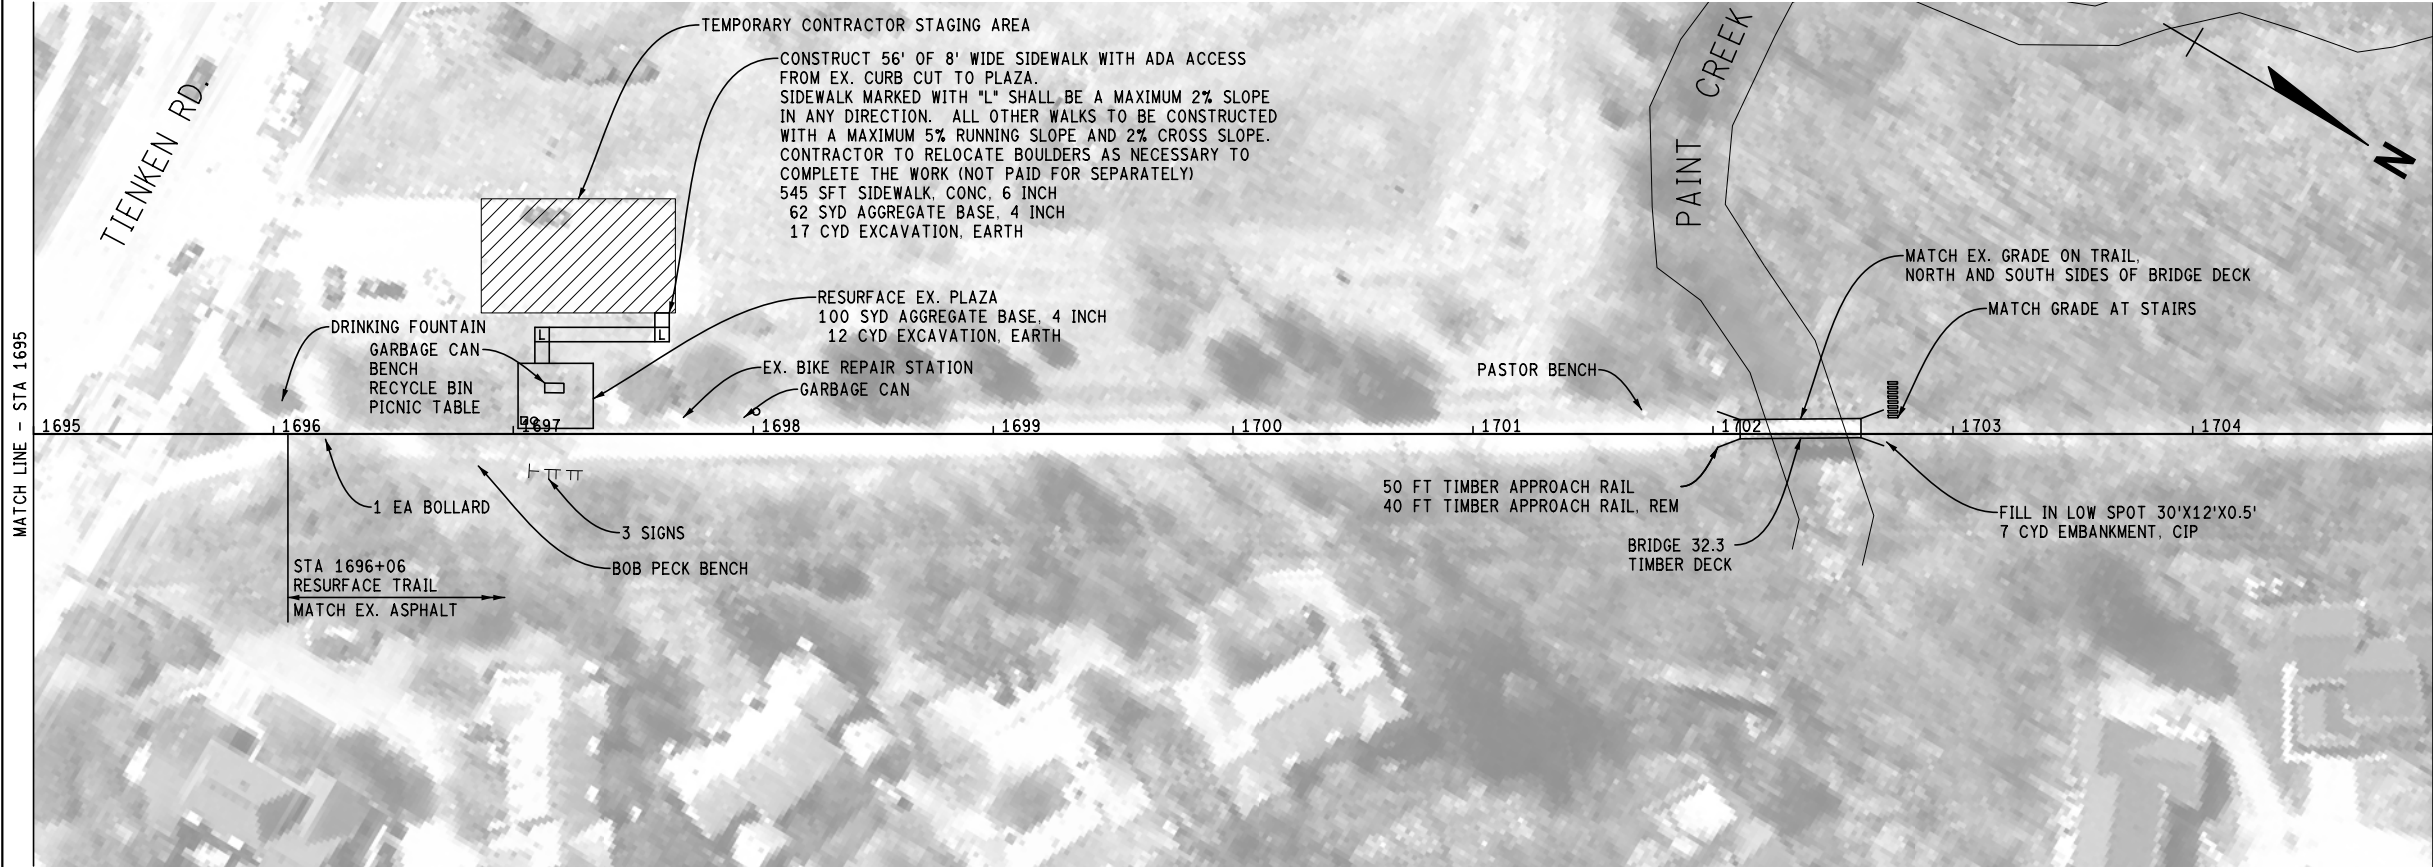 TEMPORARY CONTRACTOR STAGING AREA
CONSTRUCT 56' OF 8' WIDE SIDEWALK WITH ADA ACCESS
FROM EX. CURB CUT TO PLAZA.
SIDEWALK MARKED WITH "L" SHALL BE A MAXIMUM 2% SLOPE
IN ANY DIRECTION. ALL OTHER WALKS TO BE CONSTRUCTED
WITH A MAXIMUM 5% RUNNING SLOPE AND 2% CROSS SLOPE.
CONTRACTOR TO RELOCATE BOULDERS AS NECESSARY TO
COMPLETE THE WORK (NOT PAID FOR SEPARATELY)
545 SFT SIDEWALK, CONC, 6 INCH
62 SYD AGGREGATE BASE, 4 INCH
17 CYD EXCAVATION, EARTH
TIENKEN RD.
PAINT CREEK
N
MATCH EX. GRADE ON TRAIL,
NORTH AND SOUTH SIDES OF BRIDGE DECK
MATCH GRADE AT STAIRS
RESURFACE EX. PLAZA
100 SYD AGGREGATE BASE, 4 INCH
12 CYD EXCAVATION, EARTH
DRINKING FOUNTAIN
GARBAGE CAN
BENCH
RECYCLE BIN
PICNIC TABLE
L
L
EX. BIKE REPAIR STATION
GARBAGE CAN
PASTOR BENCH
MATCH LINE - STA 1695
1695
1696
1697
1698
1699
1700
1701
1702
1703
1704
1 EA BOLLARD
3 SIGNS
BOB PECK BENCH
STA 1696+06
RESURFACE TRAIL
MATCH EX. ASPHALT
50 FT TIMBER APPROACH RAIL
40 FT TIMBER APPROACH RAIL, REM
BRIDGE 32.3
TIMBER DECK
FILL IN LOW SPOT 30'X12'X0.5'
7 CYD EMBANKMENT, CIP